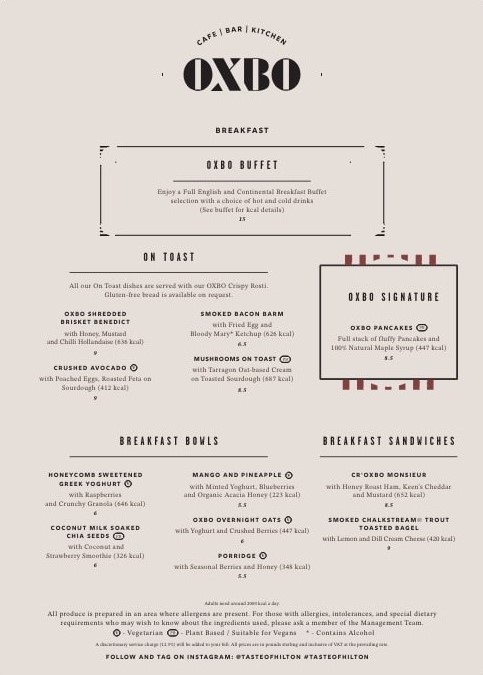 CAFE | BAR | KITCHEN
OXBO
BREAKFAST
OXBO BUFFET
Enjoy a Full English and Continental Breakfast Buffet
selection with a choice of hot and cold drinks
(See buffet for kcal details)
15
ON TOAST
All our On Toast dishes are served with our OXBO Crispy Rosti.
Gluten-free bread is available on request.
OXBO SHREDDED
BRISKET BENEDICT
with Honey, Mustard
and Chilli Hollandaise (636 kcal)
9
CRUSHED AVOCADO V
with Poached Eggs, Roasted Feta on
Sourdough (412 kcal)
9
SMOKED BACON BARM
with Fried Egg and
Bloody Mary* Ketchup (626 kcal)
6.5
MUSHROOMS ON TOAST
with Tarragon Oat-based Cream
on Toasted Sourdough (687 kcal)
8.5
OXBO SIGNATURE
OXBO PANCAKES
Full stack of fluffy Pancakes and
100% Natural Maple Syrup (447 kcal)
8.5
BREAKFAST BOWLS
HONEYCOMB SWEETENED
GREEK YOGHURT V
with Raspberries
and Crunchy Granola (646 kcal)
6
COCONUT MILK SOAKED
CHIA SEEDS
with Coconut and
Strawberry Smoothie (326 kcal)
6
MANGO AND PINEAPPLE V
with Minted Yoghurt, Blueberries
and Organic Acacia Honey (223 kcal)
5.5
OXBO OVERNIGHT OATS V
with Yoghurt and Crushed Berries (447 kcal)
6
PORRIDGE V
with Seasonal Berries and Honey (348 kcal)
5.5
BREAKFAST SANDWICHES
CR'OXBO MONSIEUR
with Honey Roast Ham, Keen's Cheddar
and Mustard (652 kcal)
8.5
SMOKED CHALKSTREAM® TROUT
TOASTED BAGEL
with Lemon and Dill Cream Cheese (420 kcal)
9
Adults need around 2000 kcal a day.
All produce is prepared in an area where allergens are present. For those with allergies, intolerances, and special dietary
requirements who may wish to know about the ingredients used, please ask a member of the Management Team.
V - Vegetarian - Plant Based / Suitable for Vegans * - Contains Alcohol
A discretionary service charge (12.5%) will be added to your bill. All prices are in pounds sterling and inclusive of VAT at the prevailing rate.
FOLLOW AND TAG ON INSTAGRAM: @TASTEOFHILTON #TASTEOFHILTON